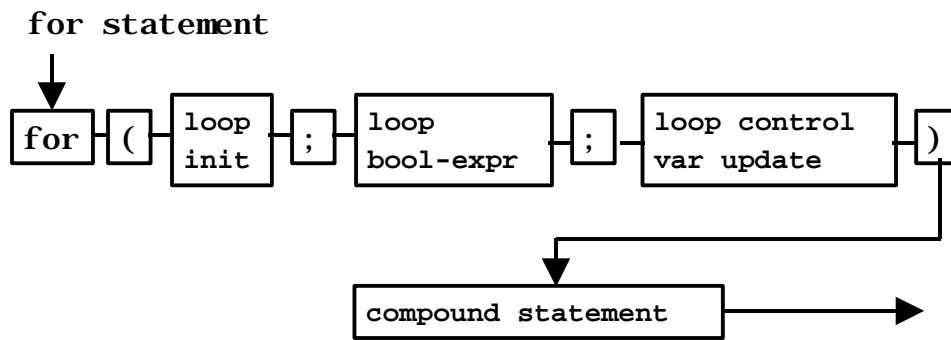 for statement
for ( loop init ; loop bool-expr ; loop control var update )
compound statement